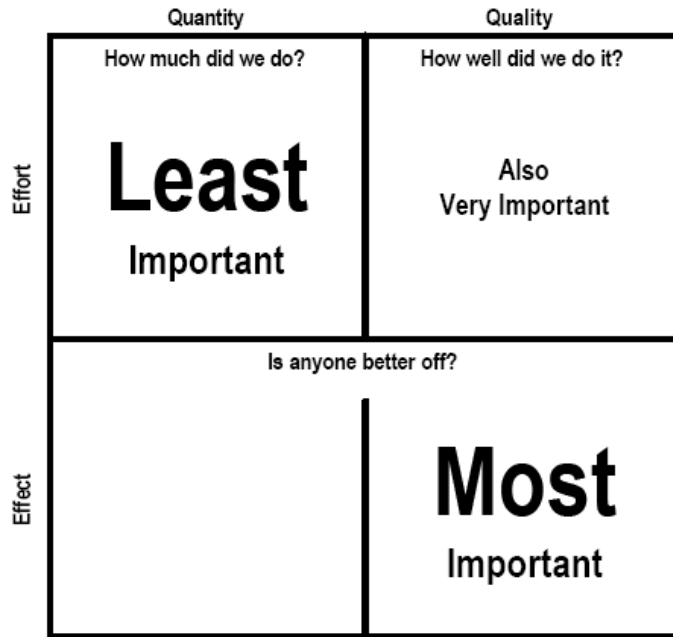 Quantity
Quality
How much did we do?
How well did we do it?
Effort
Least
Important
Also
Very Important
Is anyone better off?
Effect
Most
Important